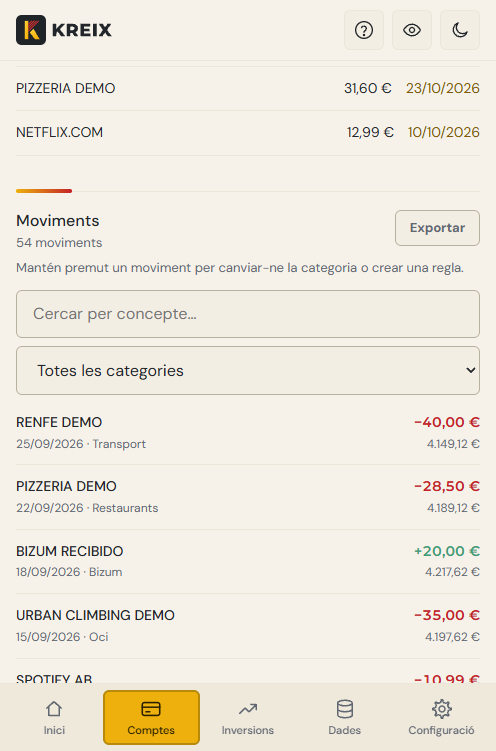 KREIX
PIZZERIA DEMO 31,60 € 23/10/2026
NETFLIX.COM 12,99 € 10/10/2026
Moviments
54 moviments
Exportar
Mantén premut un moviment per canviar-ne la categoria o crear una regla.
Cercar per concepte...
Totes les categories
RENFE DEMO −40,00 €
25/09/2026 · Transport 4.149,12 €
PIZZERIA DEMO −28,50 €
22/09/2026 · Restaurants 4.189,12 €
BIZUM RECIBIDO +20,00 €
18/09/2026 · Bizum 4.217,62 €
URBAN CLIMBING DEMO −35,00 €
15/09/2026 · Oci 4.197,62 €
SPOTIFY AB −10,99 €
Inici Comptes Inversions Dades Configuració